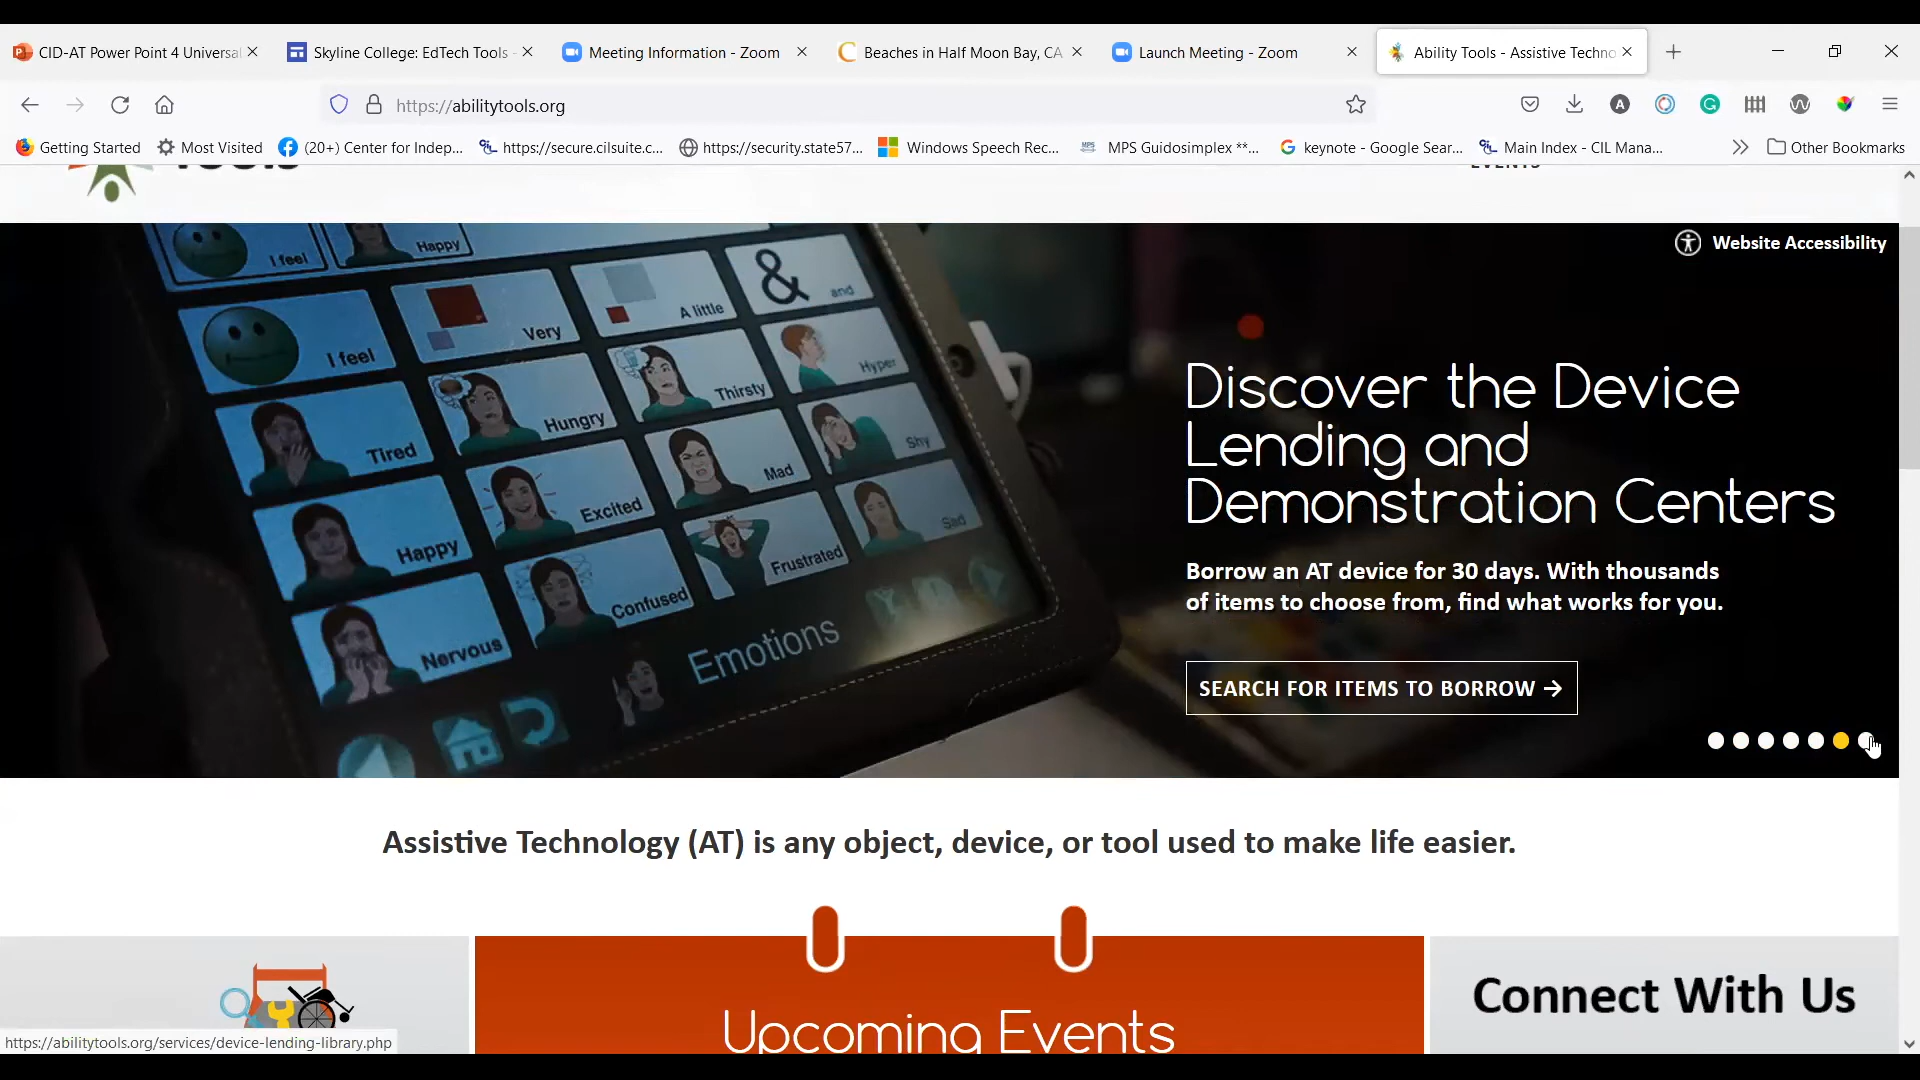 CID-AT Power Point 4 Universa
Skyline College: EdTech Tools -
Meeting Information - Zoom
Beaches in Half Moon Bay, CA
Launch Meeting - Zoom
Ability Tools - Assistive Techno
https://abilitytools.org
Getting Started
Most Visited
(20+) Center for Indep...
https://secure.cilsuite.c...
https://security.state57...
Windows Speech Rec...
MPS Guidosimplex **...
keynote - Google Sear...
Main Index - CIL Mana...
Other Bookmarks
Tools
EVENTS
Website Accessibility
I feel
Happy
I feel
Very
A little
&
and
Tired
Hungry
Thirsty
Hyper
Happy
Excited
Mad
Shy
Nervous
Confused
Frustrated
Sad
Emotions
Discover the Device
Lending and
Demonstration Centers
Borrow an AT device for 30 days. With thousands
of items to choose from, find what works for you.
SEARCH FOR ITEMS TO BORROW →
Assistive Technology (AT) is any object, device, or tool used to make life easier.
Upcoming Events
Connect With Us
https://abilitytools.org/services/device-lending-library.php